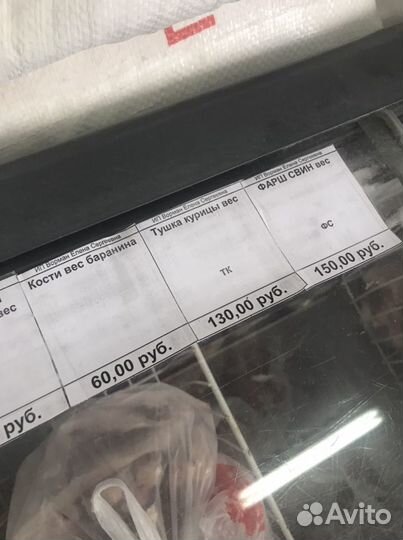 вес
руб.
ИП Ворман Елена Сергеевна
Кости вес баранина
60,00 руб.
ИП Ворман Елена Сергеевна
Тушка курицы вес
ТК
130,00 руб.
ИП Ворман Елена Сергеевна
ФАРШ СВИН вес
ФС
150,00 руб.
Avito